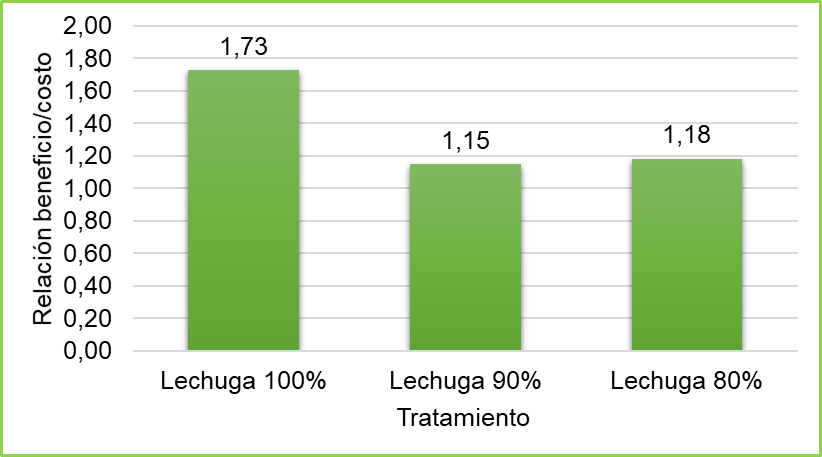 Relación beneficio/costo
2,00
1,80
1,60
1,40
1,20
1,00
0,80
0,60
0,40
0,20
0,00
1,73
1,15
1,18
Lechuga 100%
Lechuga 90%
Lechuga 80%
Tratamiento